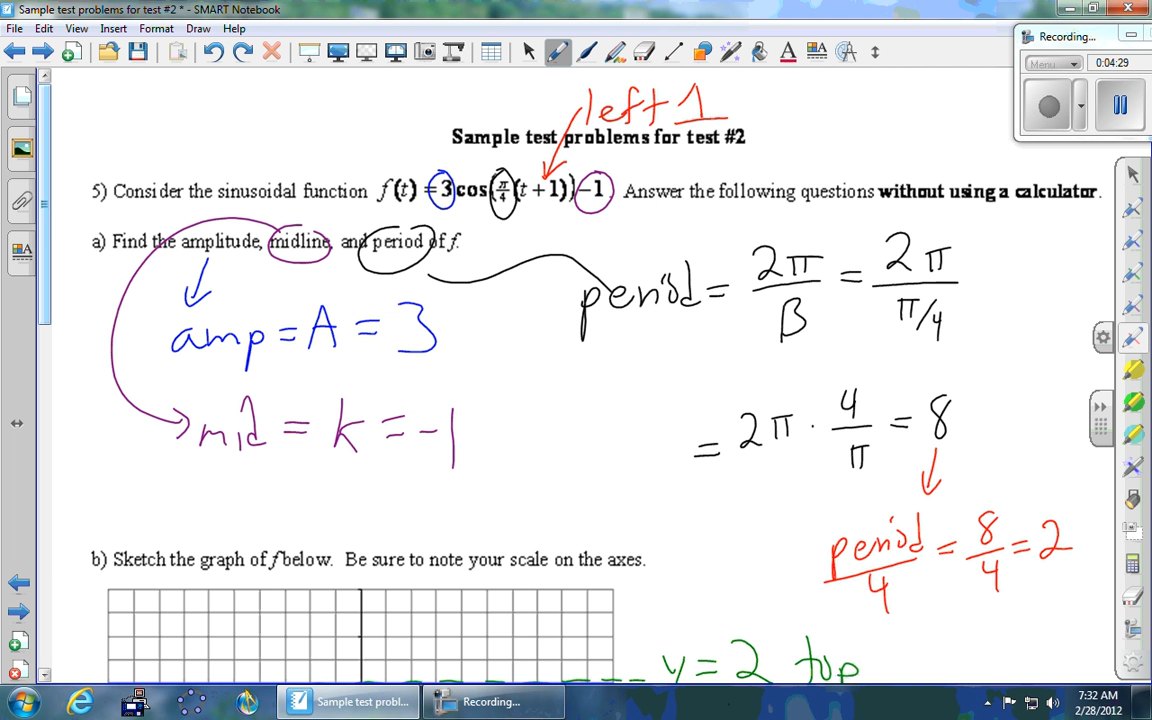 Sample test problems for test #2 * - SMART Notebook
File Edit View Insert Format Draw Help
Recording...
Menu
00:04:29
left 1
Sample test problems for test #2
5) Consider the sinusoidal function f(t) = 3cos(π/4(t+1))−1. Answer the following questions without using a calculator.
a) Find the amplitude, midline, and period of f.
period = 2π/B = 2π/π/4
amp = A = 3
mid = k = -1
= 2π · 4/π = 8
period/4 = 8/4 = 2
b) Sketch the graph of f below. Be sure to note your scale on the axes.
y = 2 top
Sample test probl...
Recording...
7:32 AM
2/28/2012